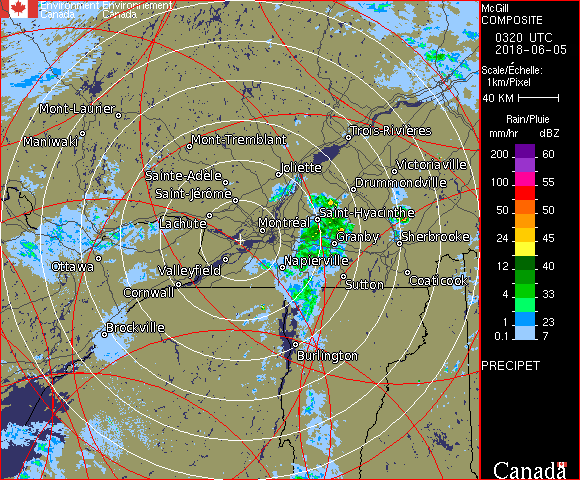 Environment Environnement
Canada Canada
McGill
COMPOSITE
0320 UTC
2018-06-05
Scale/Échelle:
1km/Pixel
40 KM
Rain/Pluie
mm/hr dBZ
200 60
100 55
50 50
24 45
12 40
8 33
4 28
1 23
0.1 7
PRECIPET
Canada
Mont-Laurier
Maniwaki
Mont-Tremblant
Trois-Rivières
Joliette
Victoriaville
Sainte-Adèle
Drummondville
Saint-Jérôme
Saint-Hyacinthe
Lachute
Montréal
Granby
Sherbrooke
Ottawa
Valleyfield
Napierville
Cornwall
Sutton
Coaticook
Brockville
Burlington